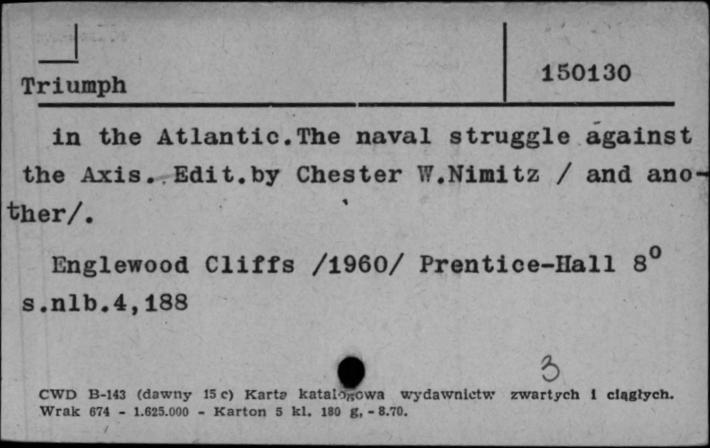 Triumph 150130
in the Atlantic.The naval struggle against
the Axis. Edit.by Chester W.Nimitz / and ano-
ther/.
Englewood Cliffs /1960/ Prentice-Hall 8⁰
s.nlb.4,188
3
CWD B-143 (dawny 15 c) Karta katalogowa wydawnictw zwartych i ciągłych.
Wrak 674 - 1.625.000 - Karton 5 kl. 180 g, - 8.70.